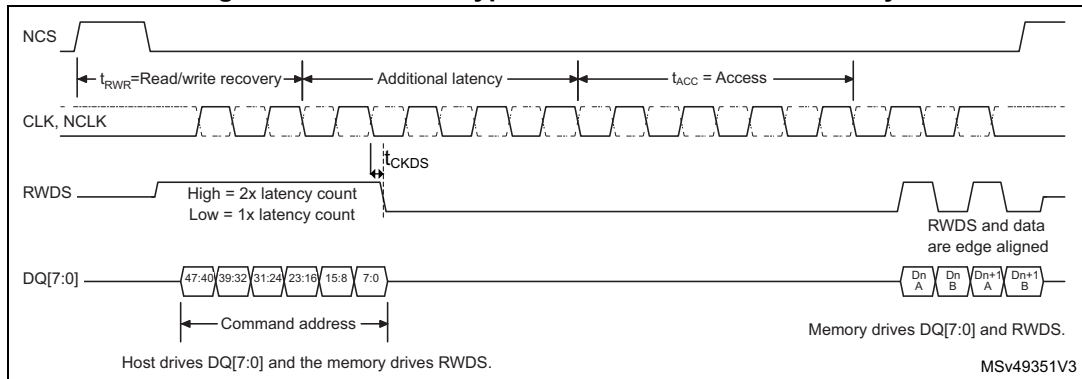 NCS
tRWR=Read/write recovery
Additional latency
tACC = Access
CLK, NCLK
tCKDS
RWDS
High = 2x latency count
Low = 1x latency count
RWDS and data
are edge aligned
DQ[7:0]
47:40 39:32 31:24 23:16 15:8 7:0
Dn A
Dn B
Dn+1 A
Dn+1 B
Command address
Memory drives DQ[7:0] and RWDS.
Host drives DQ[7:0] and the memory drives RWDS.
MSv49351V3